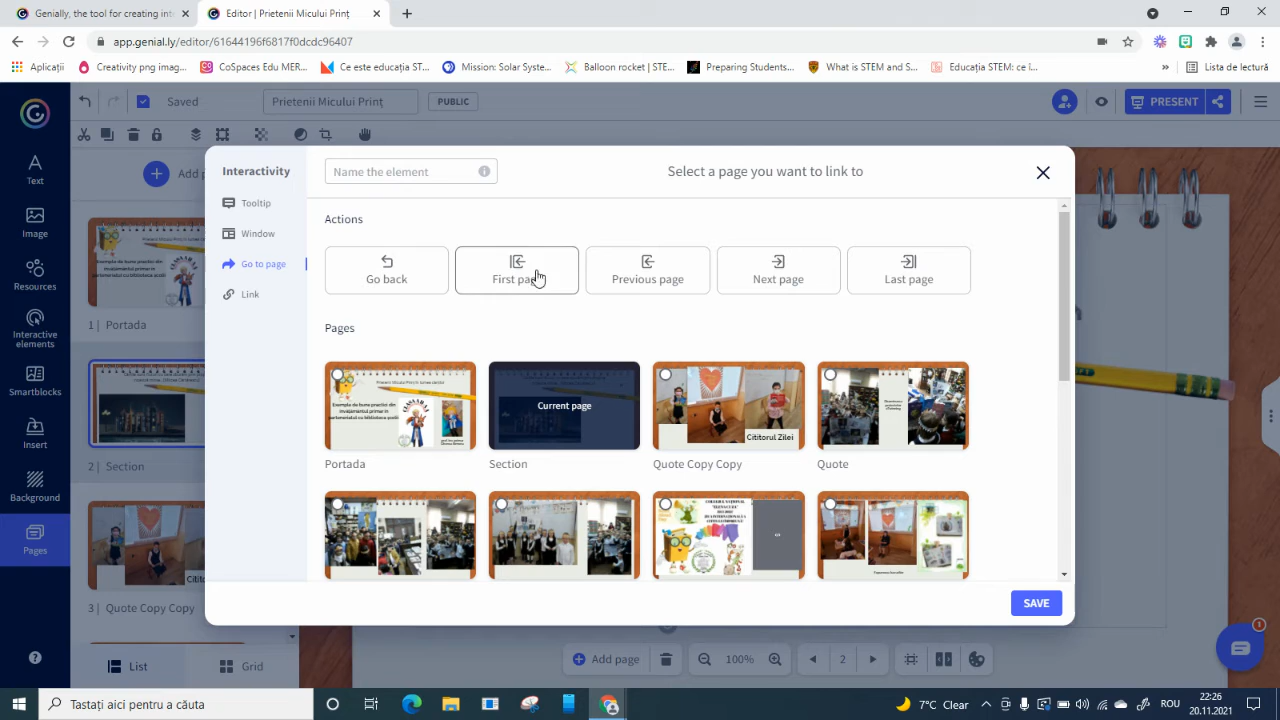 Genially, the tool for creating inte
Editor | Prietenii Micului Prinț
app.genial.ly/editor/61644196f6817f0dcdc96407
Aplicații
Creativity png imag...
CoSpaces Edu MER...
Ce este educația ST...
Mission: Solar Syste...
Balloon rocket | STE...
Preparing Students...
What is STEM and S...
Educația STEM: ce î...
»
Lista de lectură
Saved
Prietenii Micului Prinț
PUBLIC
PRESENT
Interactivity
Name the element
Select a page you want to link to
Tooltip
Window
Go to page
Link
Actions
Go back
First page
Previous page
Next page
Last page
Pages
Current page
Cititorul Zilei
Portada
Section
Quote Copy Copy
Quote
SAVE
Text
Image
Resources
Interactive
elements
Smartblocks
Insert
Background
Pages
Add p
1 | Portada
2 | Section
3 | Quote Copy Copy
List
Grid
Add page
100%
2
1
Tastați aici pentru a căuta
7°C Clear
ROU
22:26
20.11.2021